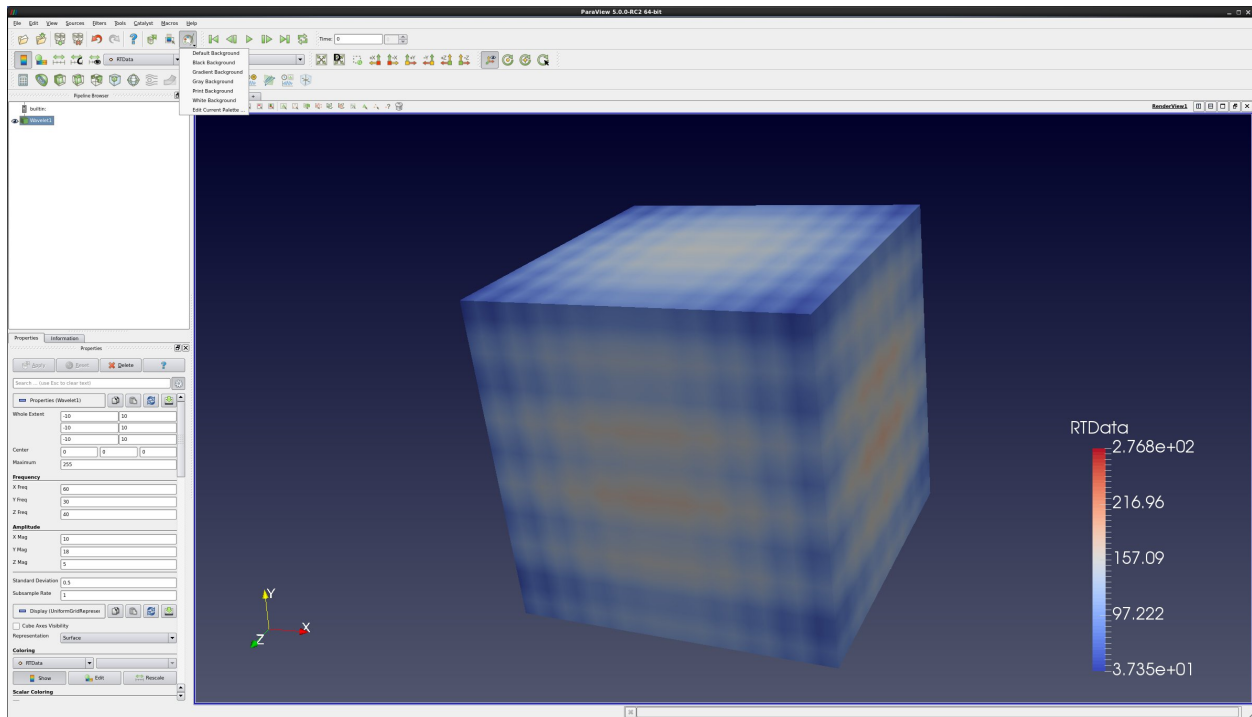 ParaView 5.0.0-RC2 64-bit
File Edit View Sources Filters Tools Catalyst Macros Help
Time: 0
RTData
Default Background
Black Background
Gradient Background
Gray Background
Print Background
White Background
Edit Current Palette ...
Pipeline Browser
builtin:
Wavelet1
RenderView1
Properties Information
Properties
Apply Reset Delete ?
Search ... (use Esc to clear text)
Properties (Wavelet1)
Whole Extent -10 10
-10 10
-10 10
Center 0 0 0
Maximum 255
Frequency
X Freq 60
Y Freq 30
Z Freq 40
Amplitude
X Mag 10
Y Mag 18
Z Mag 5
Standard Deviation 0.5
Subsample Rate 1
Display (UniformGridReprese
Cube Axes Visibility
Representation Surface
Coloring
RTData
Show Edit Rescale
Scalar Coloring
Y
X
Z
RTData
2.768e+02
216.96
157.09
97.222
3.735e+01